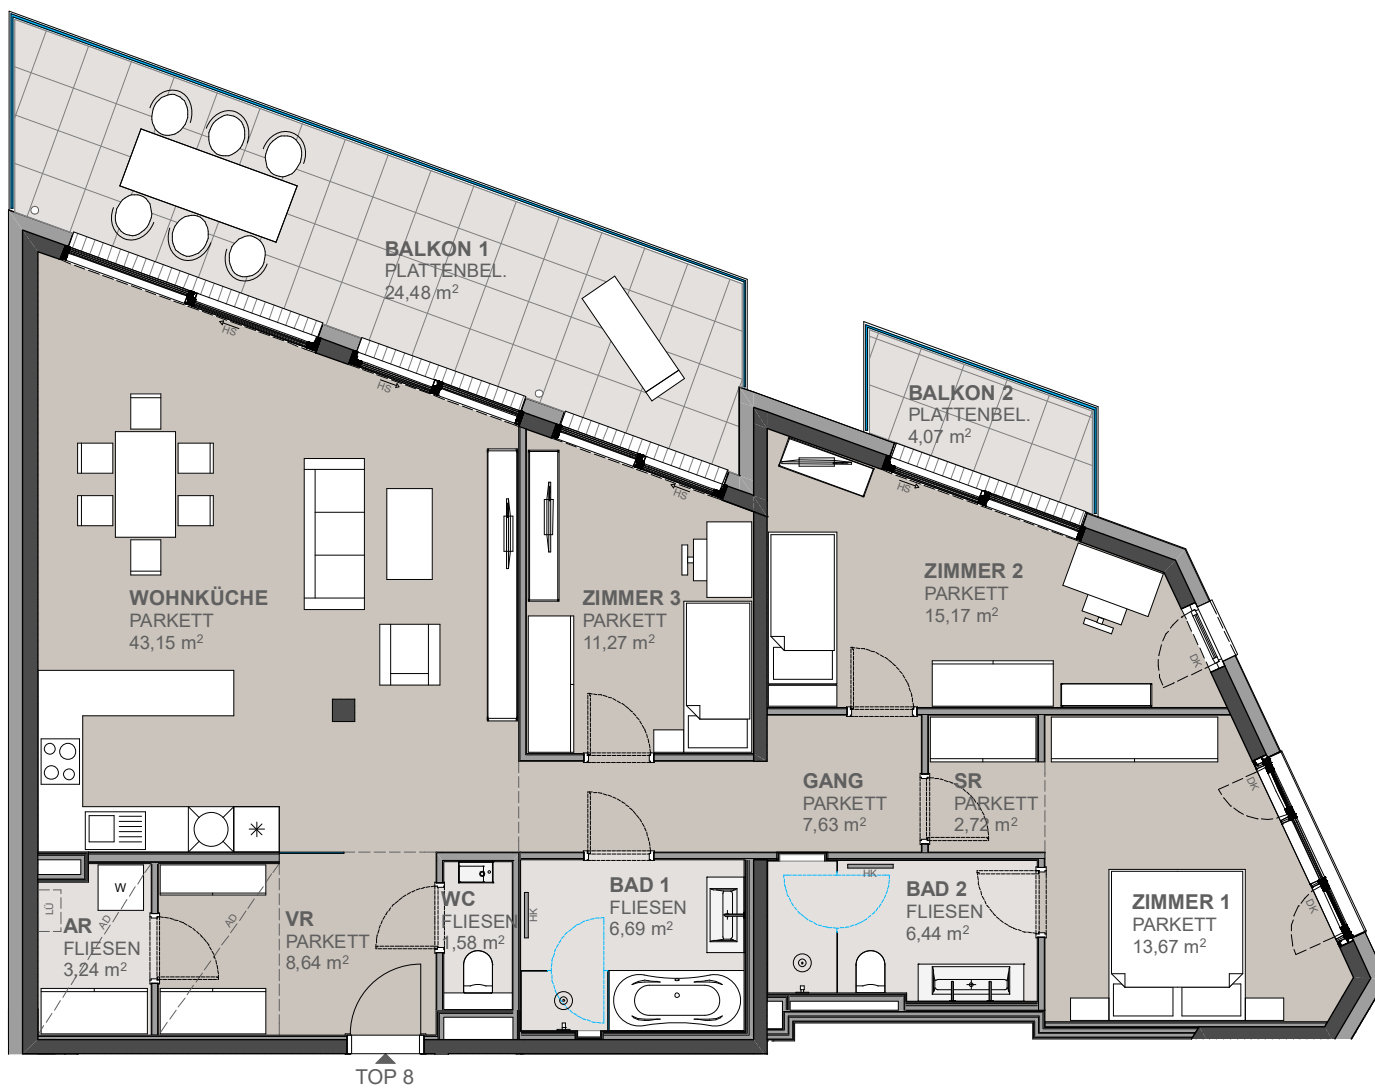 BALKON 1
PLATTENBEL.
24,48 m²
BALKON 2
PLATTENBEL.
4,07 m²
HS
HS
HS
HS
WOHNKÜCHE
PARKETT
43,15 m²
ZIMMER 3
PARKETT
11,27 m²
ZIMMER 2
PARKETT
15,17 m²
DK
GANG
PARKETT
7,63 m²
SR
PARKETT
2,72 m²
DK
DK
AR
FLIESEN
3,24 m²
LÜ
W
AD
AD
VR
PARKETT
8,64 m²
WC
FLIESEN
1,58 m²
HK
BAD 1
FLIESEN
6,69 m²
HK
BAD 2
FLIESEN
6,44 m²
ZIMMER 1
PARKETT
13,67 m²
TOP 8